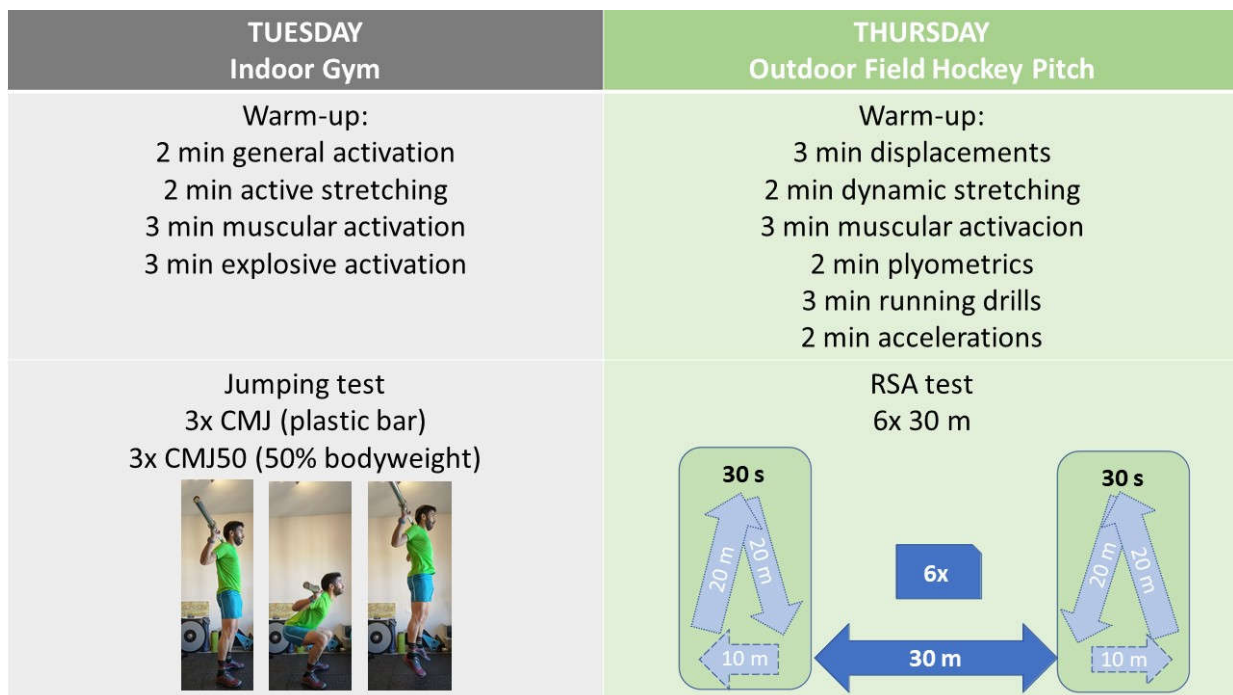 TUESDAY
Indoor Gym
THURSDAY
Outdoor Field Hockey Pitch
Warm-up:
2 min general activation
2 min active stretching
3 min muscular activation
3 min explosive activation
Warm-up:
3 min displacements
2 min dynamic stretching
3 min muscular activacion
2 min plyometrics
3 min running drills
2 min accelerations
Jumping test
3x CMJ (plastic bar)
3x CMJ50 (50% bodyweight)
RSA test
6x 30 m
30 s
20 m
20 m
10 m
6x
30 m
30 s
20 m
20 m
10 m